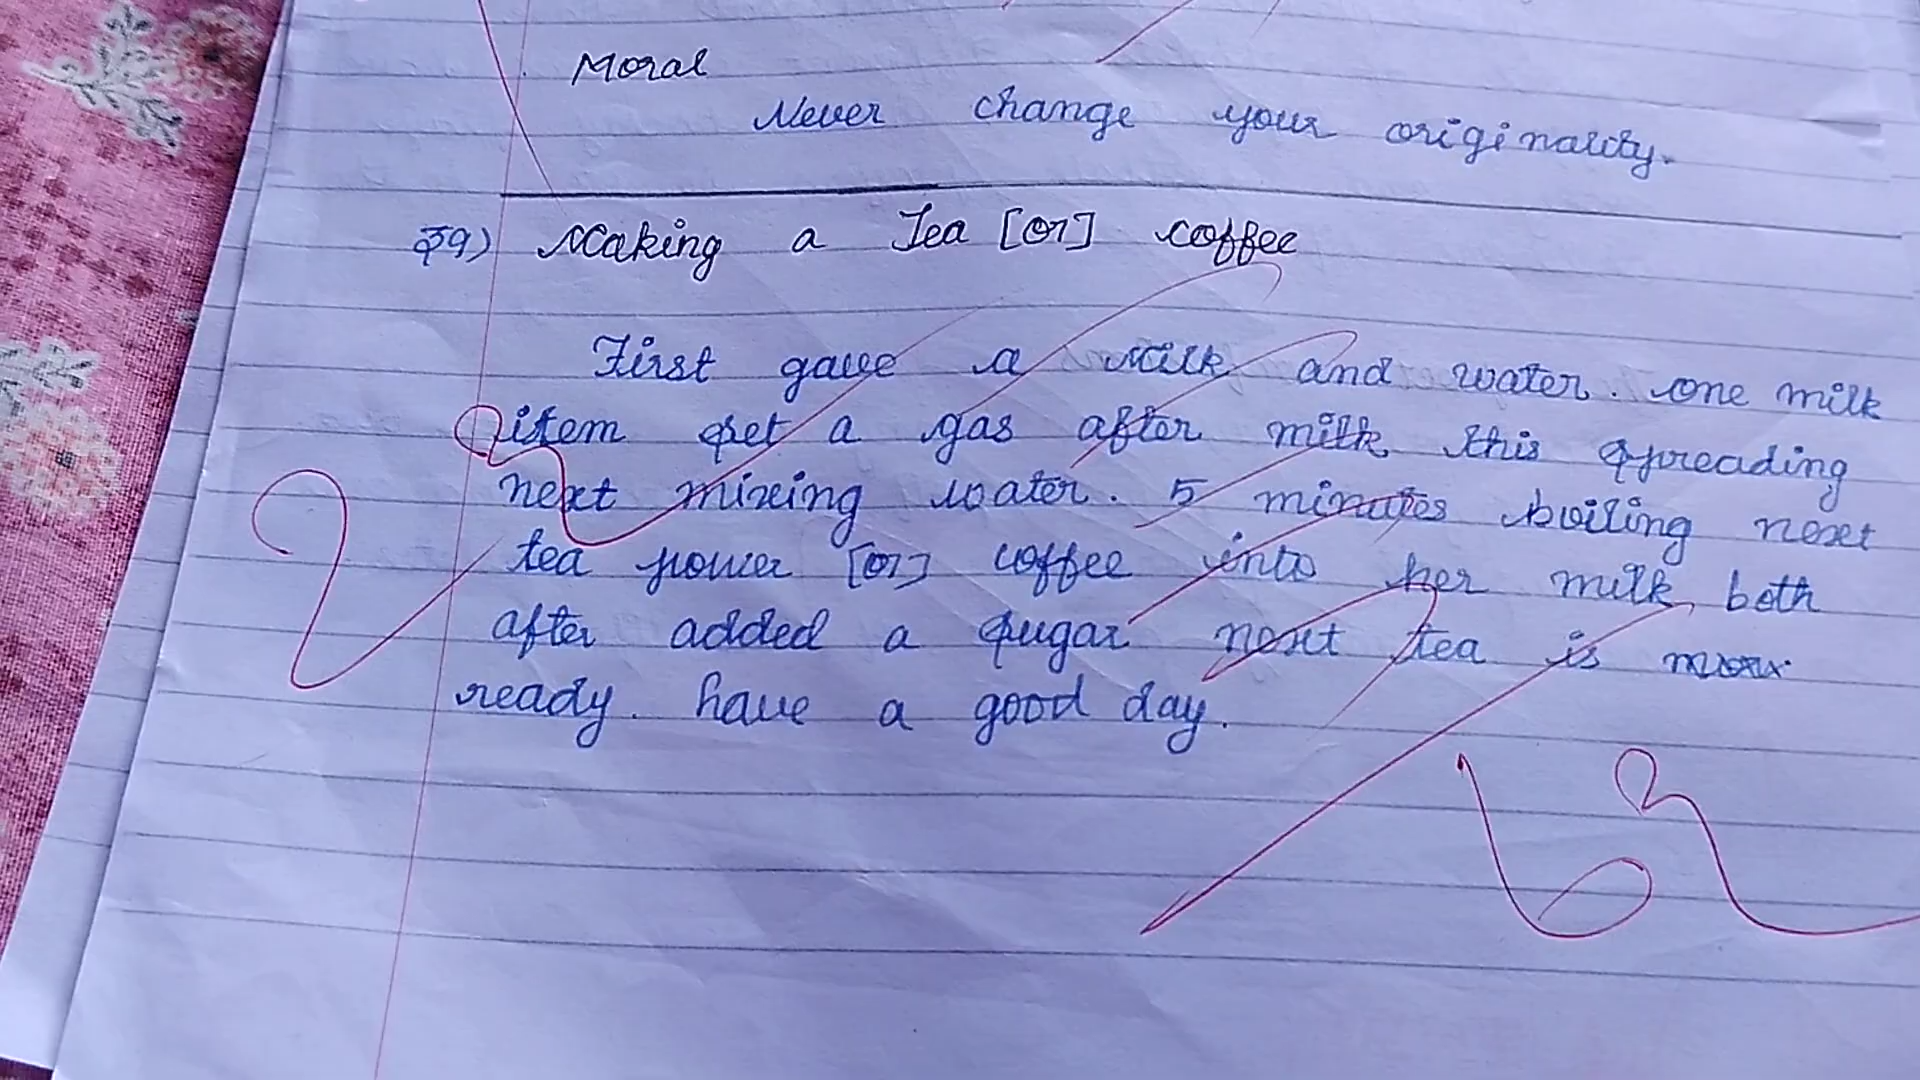 Moral
Never change your originality.
39) Making a Tea [or] coffee
First gave a Milk and water. one milk
item set a gas after milk this spreading
next mixing water. 5 minutes boiling next
tea power [or] coffee into her milk both
after added a sugar next tea is
ready. have a good day.